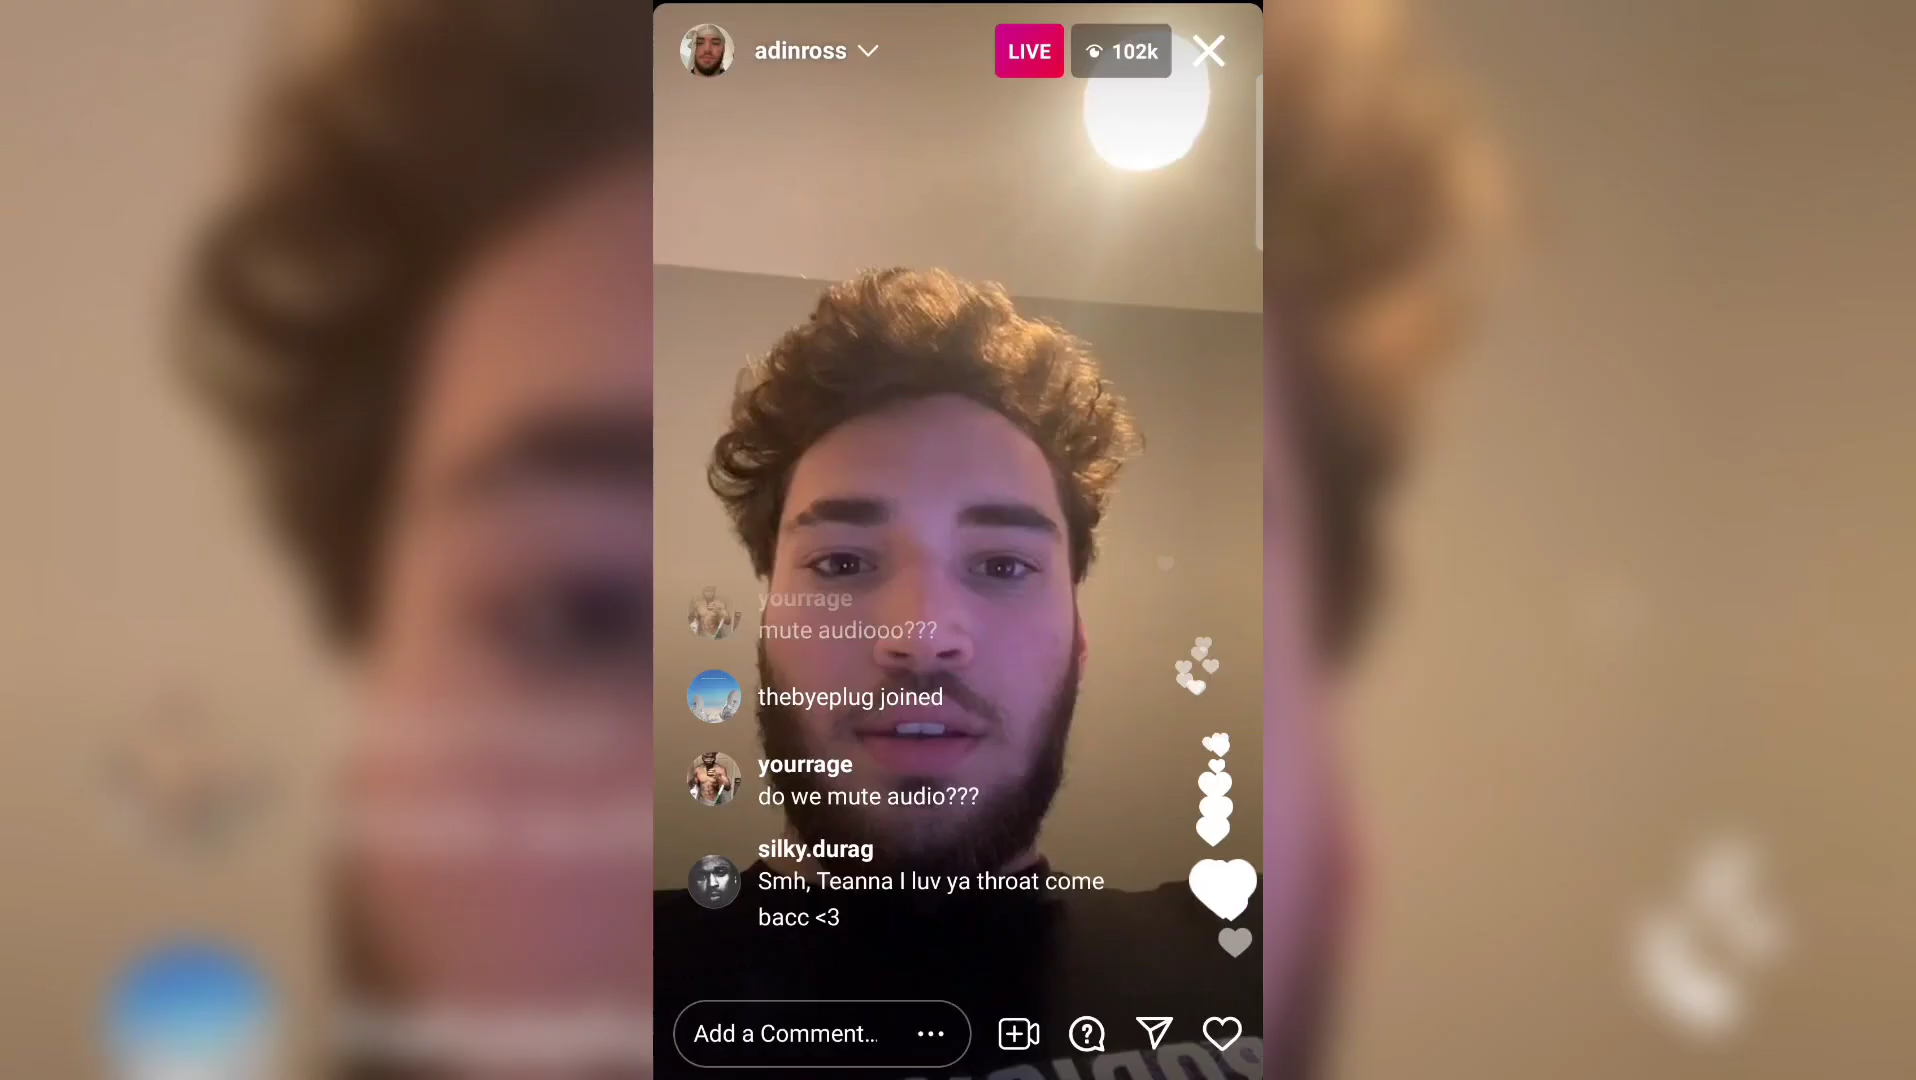 adinross
LIVE
102k
yourrage
mute audiooo???
thebyeplug joined
yourrage
do we mute audio???
silky.durag
Smh, Teanna I luv ya throat come
bacc <3
Add a Comment...